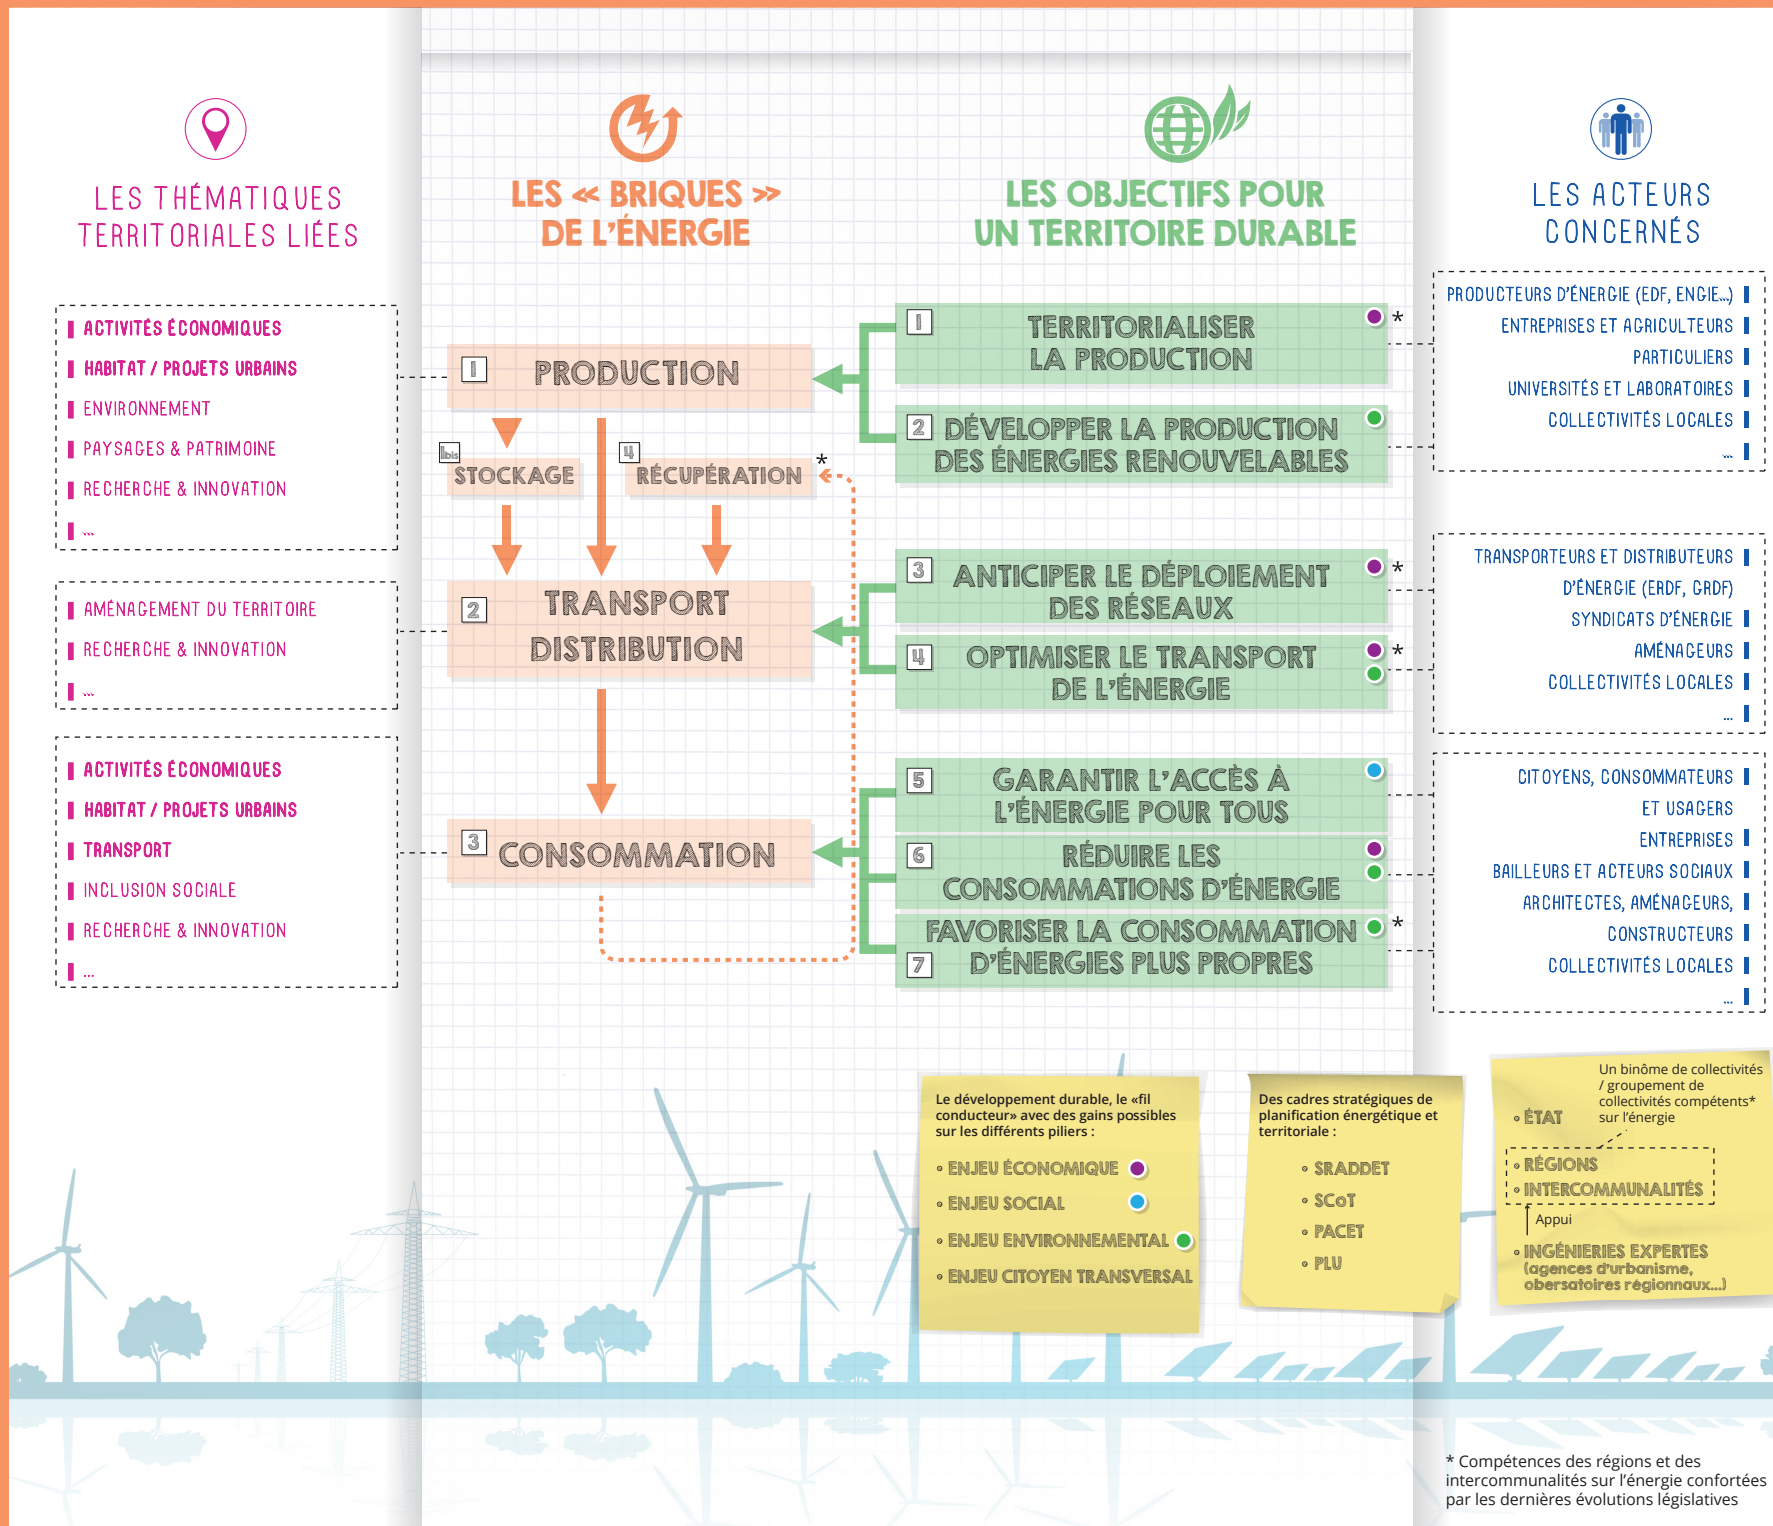 LES THÉMATIQUES
TERRITORIALES LIÉES
ACTIVITÉS ÉCONOMIQUES
HABITAT / PROJETS URBAINS
ENVIRONNEMENT
PAYSAGES & PATRIMOINE
RECHERCHE & INNOVATION
...
AMÉNAGEMENT DU TERRITOIRE
RECHERCHE & INNOVATION
...
ACTIVITÉS ÉCONOMIQUES
HABITAT / PROJETS URBAINS
TRANSPORT
INCLUSION SOCIALE
RECHERCHE & INNOVATION
...
LES « BRIQUES »
DE L'ÉNERGIE
1 PRODUCTION
1bis
STOCKAGE
4 *
RÉCUPÉRATION
2 TRANSPORT
DISTRIBUTION
3 CONSOMMATION
LES OBJECTIFS POUR
UN TERRITOIRE DURABLE
1 TERRITORIALISER *
LA PRODUCTION
2 DÉVELOPPER LA PRODUCTION
DES ÉNERGIES RENOUVELABLES
3 ANTICIPER LE DÉPLOIEMENT *
DES RÉSEAUX
4 OPTIMISER LE TRANSPORT *
DE L'ÉNERGIE
5 GARANTIR L'ACCÈS À
L'ÉNERGIE POUR TOUS
6 RÉDUIRE LES
CONSOMMATIONS D'ÉNERGIE
FAVORISER LA CONSOMMATION *
7 D'ÉNERGIES PLUS PROPRES
LES ACTEURS
CONCERNÉS
PRODUCTEURS D'ÉNERGIE (EDF, ENGIE...)
ENTREPRISES ET AGRICULTEURS
PARTICULIERS
UNIVERSITÉS ET LABORATOIRES
COLLECTIVITÉS LOCALES
...
TRANSPORTEURS ET DISTRIBUTEURS
D'ÉNERGIE (ERDF, GRDF)
SYNDICATS D'ÉNERGIE
AMÉNAGEURS
COLLECTIVITÉS LOCALES
...
CITOYENS, CONSOMMATEURS
ET USAGERS
ENTREPRISES
BAILLEURS ET ACTEURS SOCIAUX
ARCHITECTES, AMÉNAGEURS,
CONSTRUCTEURS
COLLECTIVITÉS LOCALES
...
Le développement durable, le «fil
conducteur» avec des gains possibles
sur les différents piliers :
• ENJEU ÉCONOMIQUE
• ENJEU SOCIAL
• ENJEU ENVIRONNEMENTAL
• ENJEU CITOYEN TRANSVERSAL
Des cadres stratégiques de
planification énergétique et
territoriale :
• SRADDET
• SCoT
• PACET
• PLU
Un binôme de collectivités
/ groupement de
collectivités compétents*
sur l'énergie
• ÉTAT
• RÉGIONS
• INTERCOMMUNALITÉS
Appui
• INGÉNIERIES EXPERTES
(agences d'urbanisme,
obersatoires régionnaux...)
* Compétences des régions et des
intercommunalités sur l'énergie confortées
par les dernières évolutions législatives